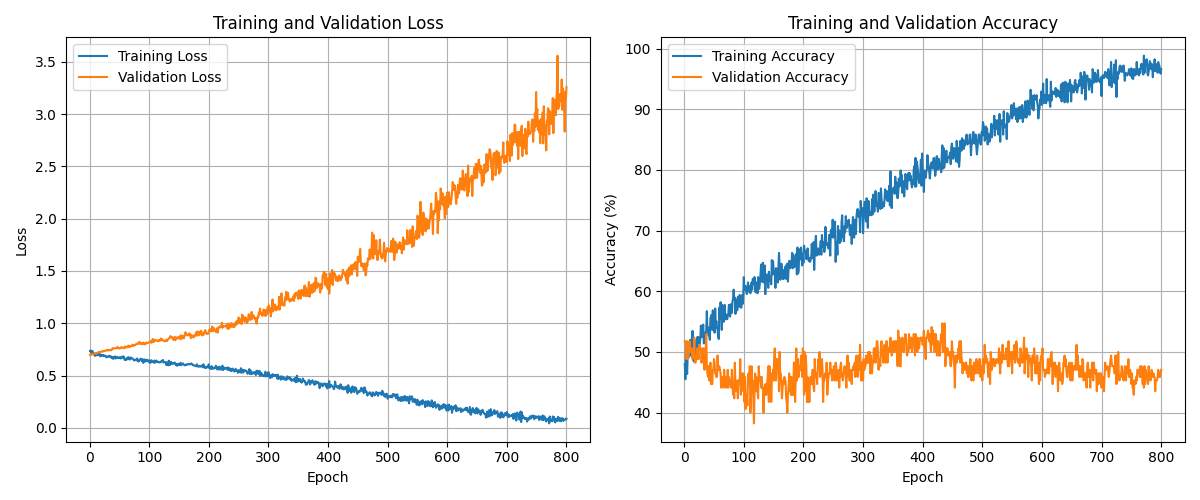 Training and Validation Loss
Training Loss
Validation Loss
3.5
3.0
2.5
2.0
1.5
1.0
0.5
0.0
Loss
0 100 200 300 400 500 600 700 800
Epoch
Training and Validation Accuracy
Training Accuracy
Validation Accuracy
100
90
80
70
60
50
40
Accuracy (%)
0 100 200 300 400 500 600 700 800
Epoch